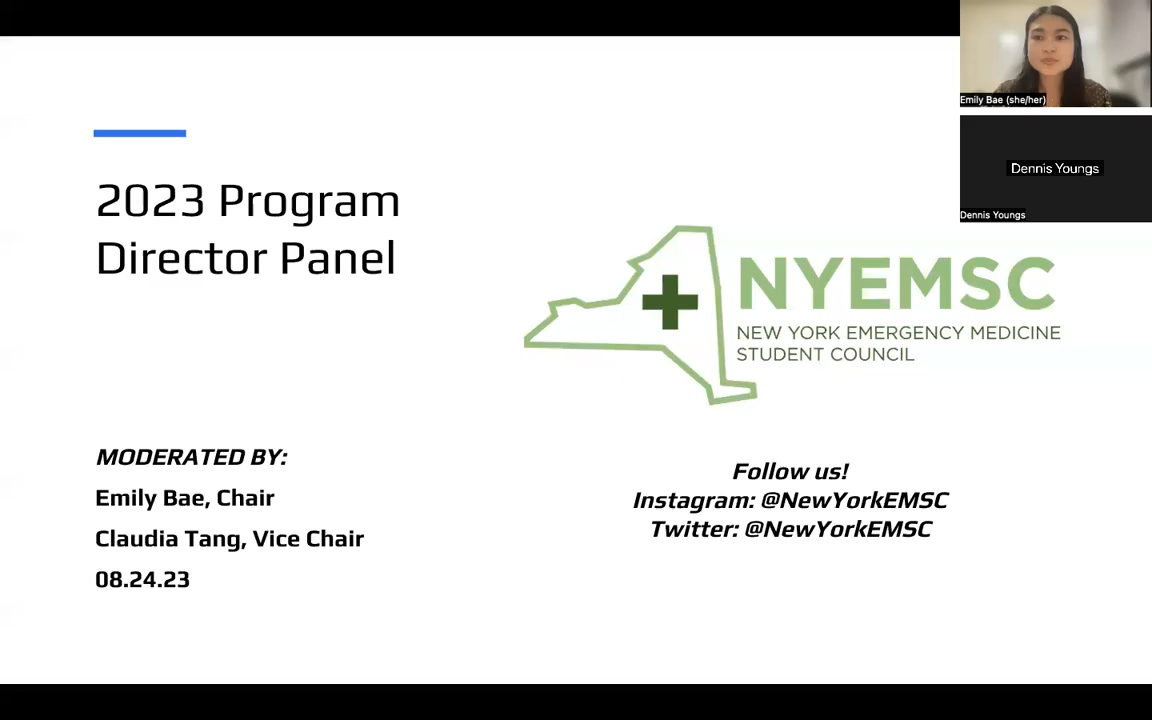 Emily Bae (she/her)
Dennis Youngs
Dennis Youngs
2023 Program
Director Panel
NYEMSC
NEW YORK EMERGENCY MEDICINE
STUDENT COUNCIL
MODERATED BY:
Emily Bae, Chair
Claudia Tang, Vice Chair
08.24.23
Follow us!
Instagram: @NewYorkEMSC
Twitter: @NewYorkEMSC